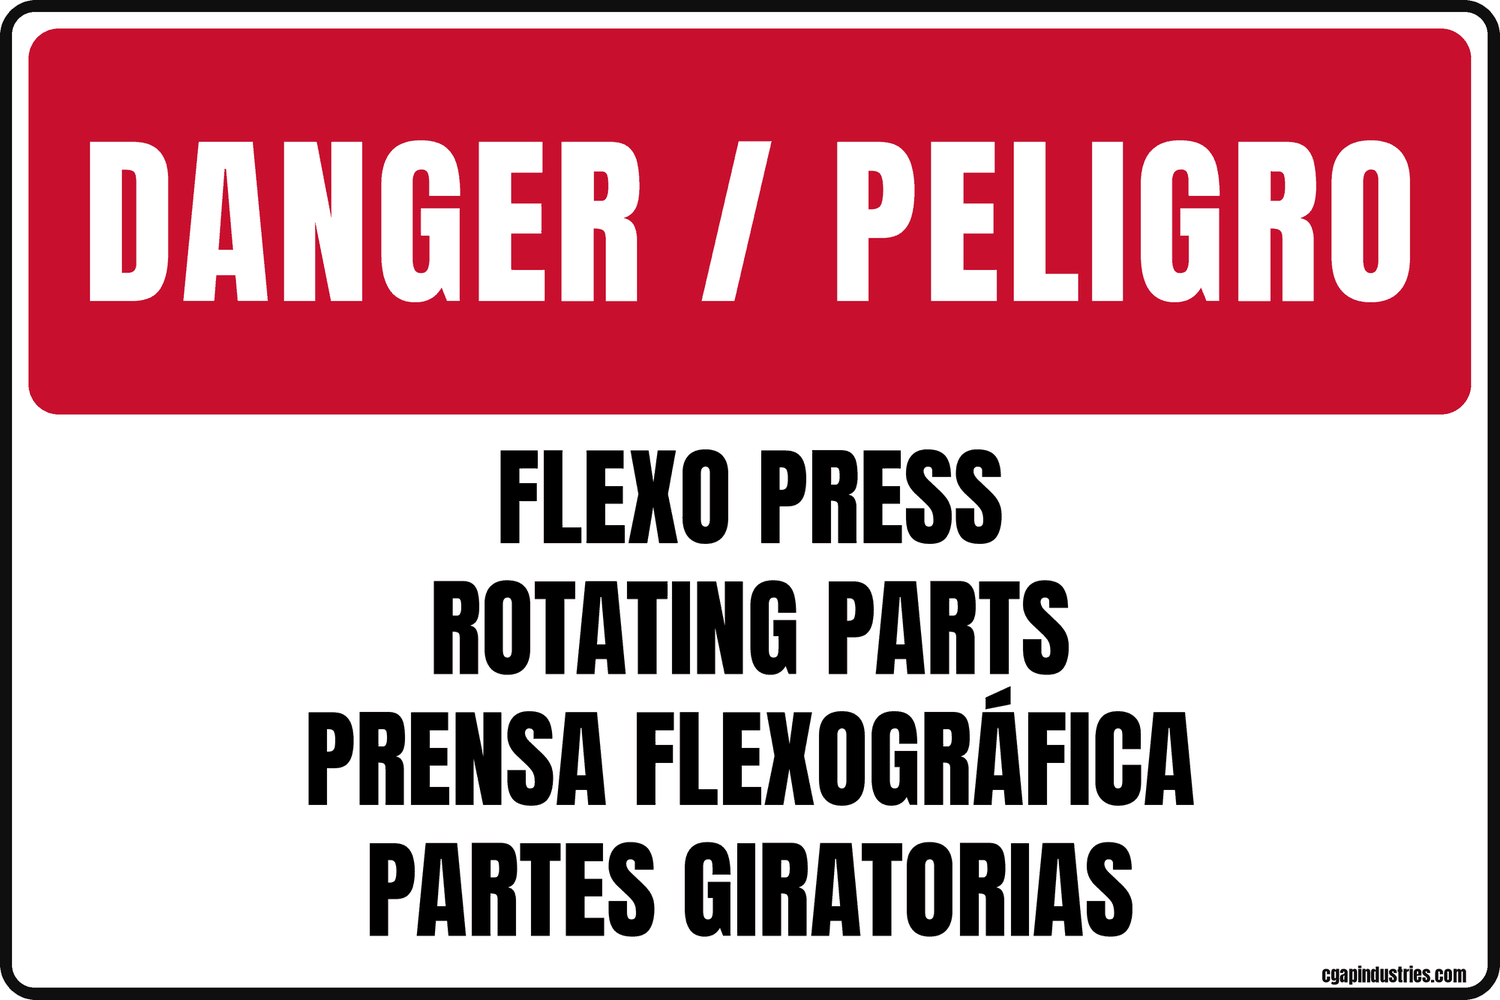 DANGER / PELIGRO
FLEXO PRESS
ROTATING PARTS
PRENSA FLEXOGRÁFICA
PARTES GIRATORIAS
cgapindustries.com